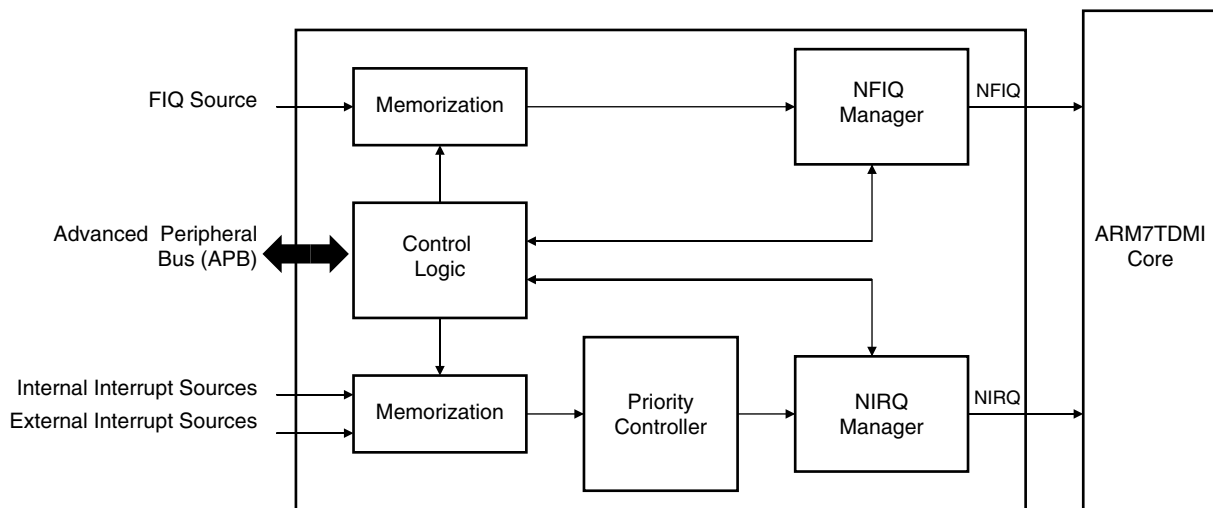 FIQ Source
Memorization
NFIQ
Manager
NFIQ
Advanced Peripheral
Bus (APB)
Control
Logic
ARM7TDMI
Core
Internal Interrupt Sources
External Interrupt Sources
Memorization
Priority
Controller
NIRQ
Manager
NIRQ